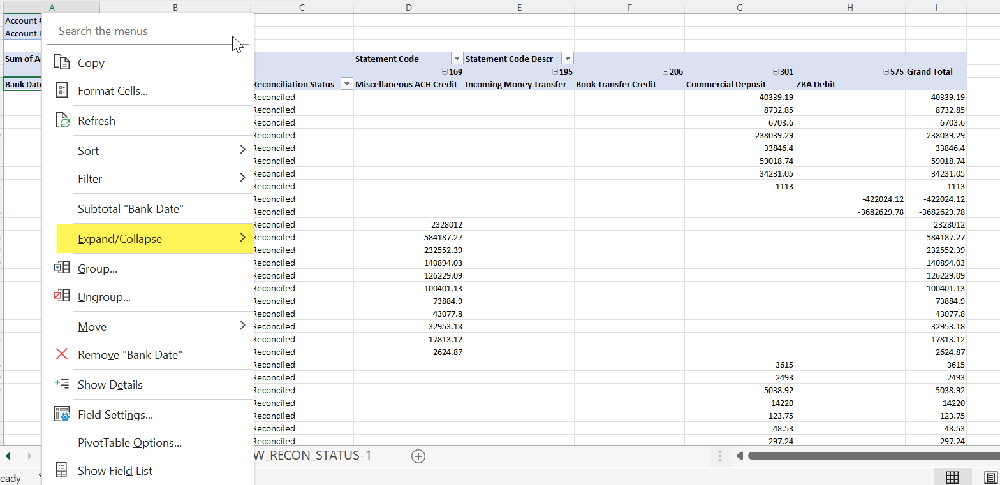 A B C D E F G H I
Account #
Account D
Search the menus
Sum of A Statement Code Statement Code Descr
169 195 206 301 575 Grand Total
Bank Date Reconciliation Status Miscellaneous ACH Credit Incoming Money Transfer Book Transfer Credit Commercial Deposit ZBA Debit
Copy
Format Cells...
Refresh
Sort
Filter
Subtotal "Bank Date"
Expand/Collapse
Group...
Ungroup...
Move
Remove "Bank Date"
Show Details
Field Settings...
PivotTable Options...
Show Field List
Reconciled 40339.19 40339.19
Reconciled 8732.85 8732.85
Reconciled 6703.6 6703.6
Reconciled 238039.29 238039.29
Reconciled 33846.4 33846.4
Reconciled 59018.74 59018.74
Reconciled 34231.05 34231.05
Reconciled 1113 1113
Reconciled -422024.12 -422024.12
Reconciled -3682629.78 -3682629.78
Reconciled 2328012 2328012
Reconciled 584187.27 584187.27
Reconciled 232552.39 232552.39
Reconciled 140894.03 140894.03
Reconciled 126229.09 126229.09
Reconciled 100401.13 100401.13
Reconciled 73884.9 73884.9
Reconciled 43077.8 43077.8
Reconciled 32953.18 32953.18
Reconciled 17813.12 17813.12
Reconciled 2624.87 2624.87
Reconciled 3615 3615
Reconciled 2493 2493
Reconciled 5038.92 5038.92
Reconciled 14220 14220
Reconciled 123.75 123.75
Reconciled 48.53 48.53
Reconciled 297.24 297.24
W_RECON_STATUS-1
eady